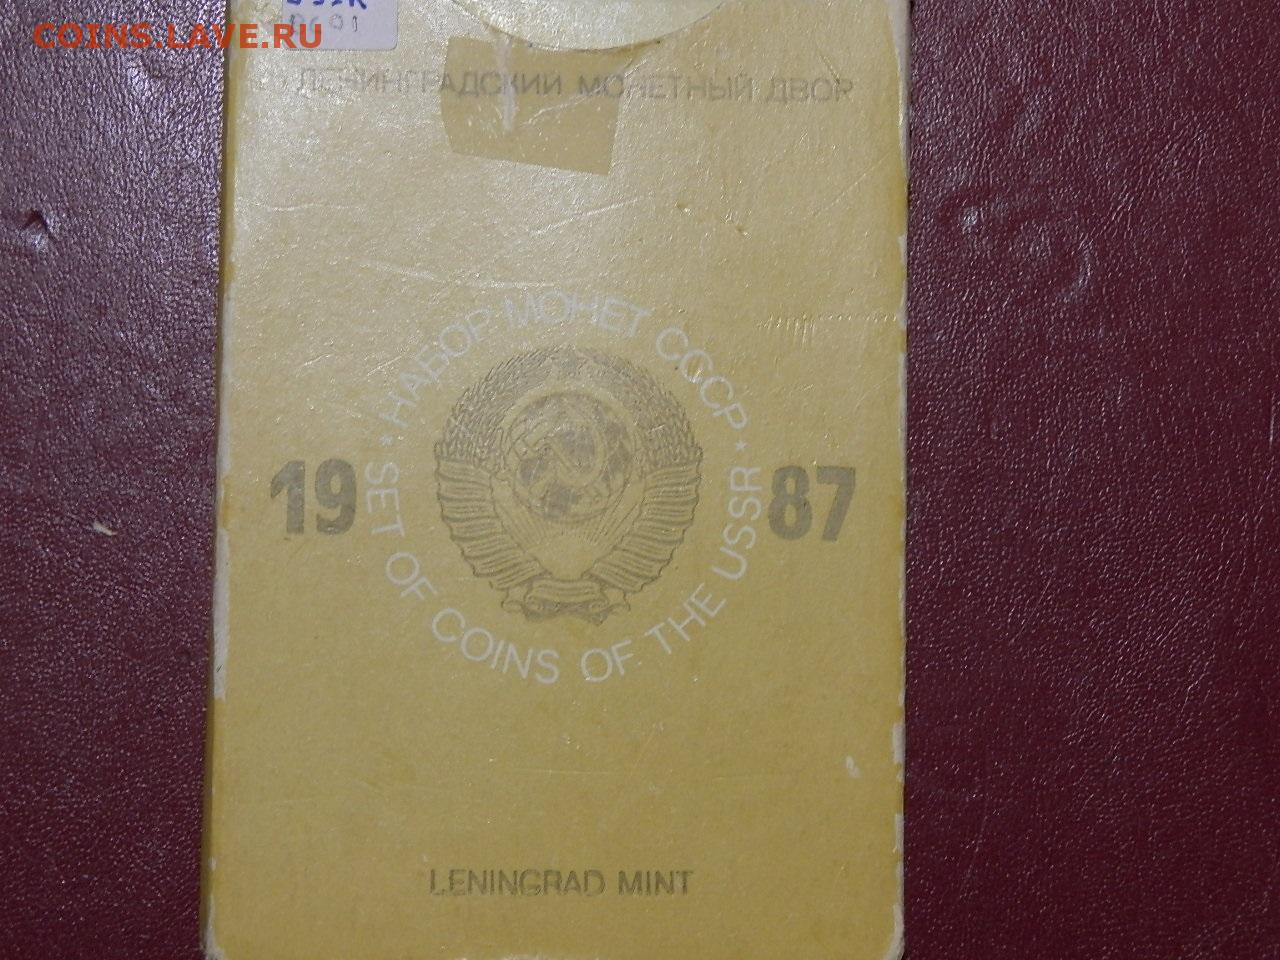 COINS.LAVE.RU
ЛЕНИНГРАДСКИЙ МОНЕТНЫЙ ДВОР
* НАБОР МОНЕТ СССР *
19 87
SET OF COINS OF THE USSR
LENINGRAD MINT